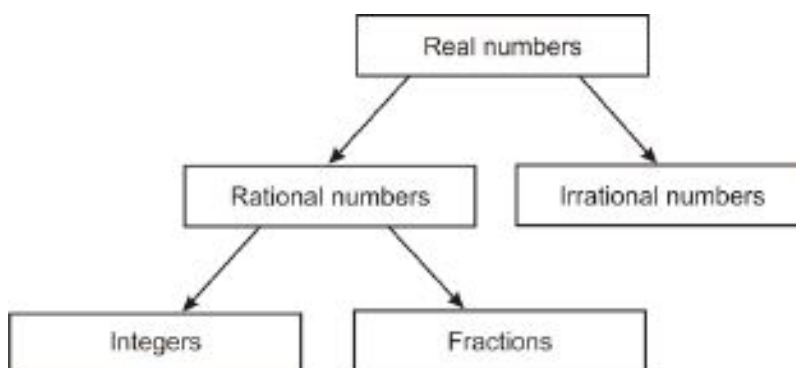 Real numbers
Rational numbers
Irrational numbers
Integers
Fractions